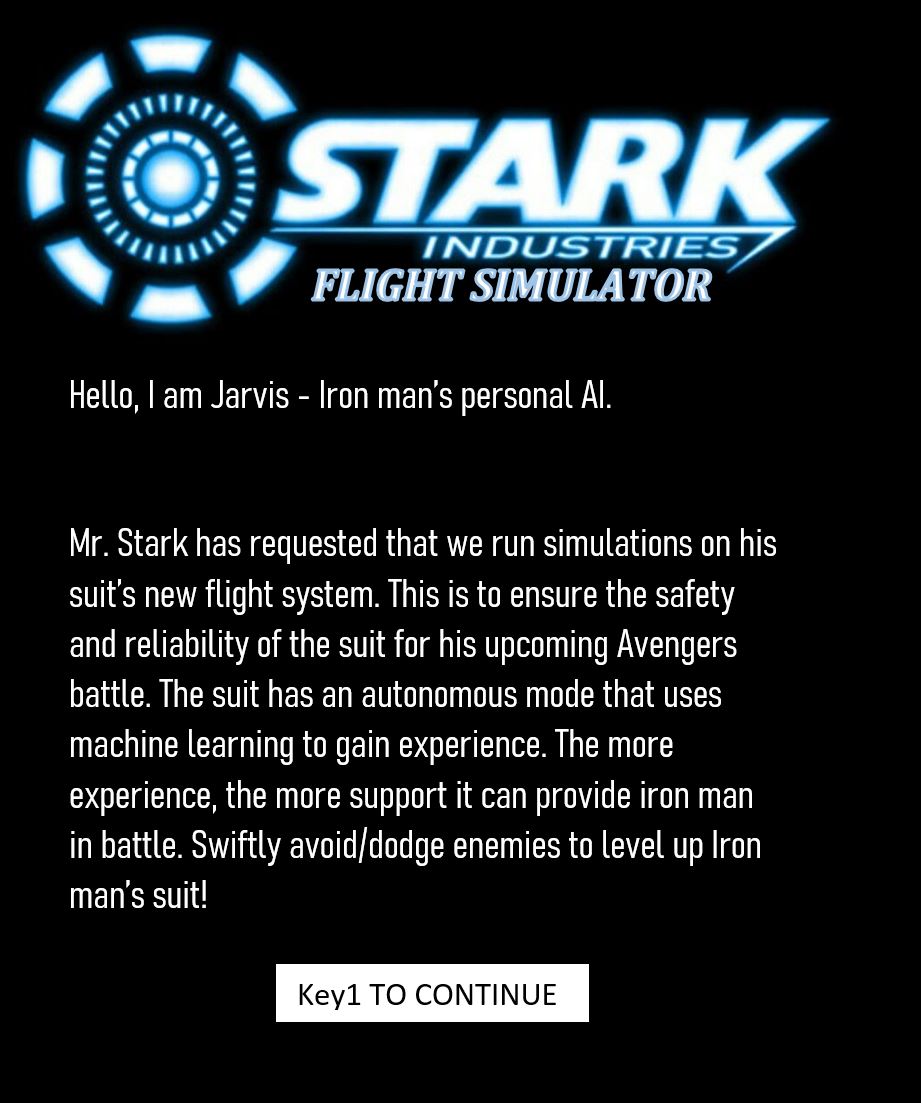 STARK
INDUSTRIES
FLIGHT SIMULATOR
Hello, I am Jarvis - Iron man’s personal AI.
Mr. Stark has requested that we run simulations on his
suit’s new flight system. This is to ensure the safety
and reliability of the suit for his upcoming Avengers
battle. The suit has an autonomous mode that uses
machine learning to gain experience. The more
experience, the more support it can provide iron man
in battle. Swiftly avoid/dodge enemies to level up Iron
man’s suit!
Key1 TO CONTINUE